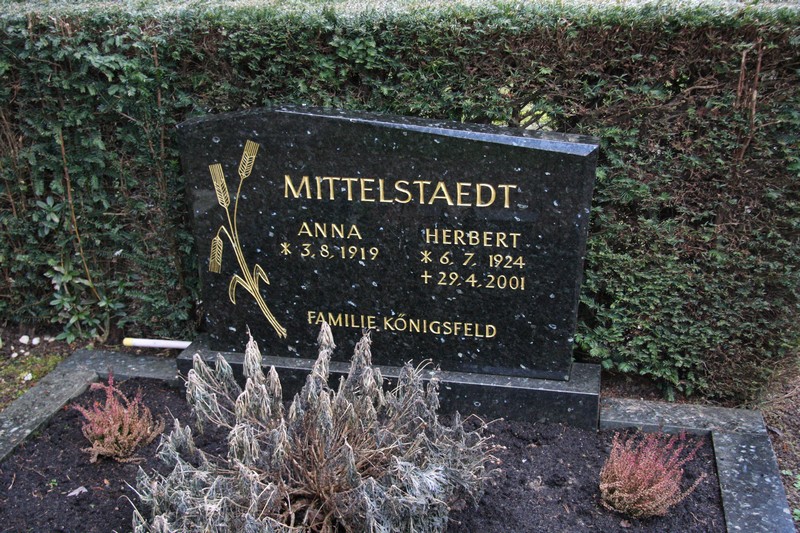 MITTELSTAEDT
ANNA
* 3. 8. 1919
HERBERT
* 6. 7. 1924
† 29. 4. 2001
FAMILIE KÖNIGSFELD